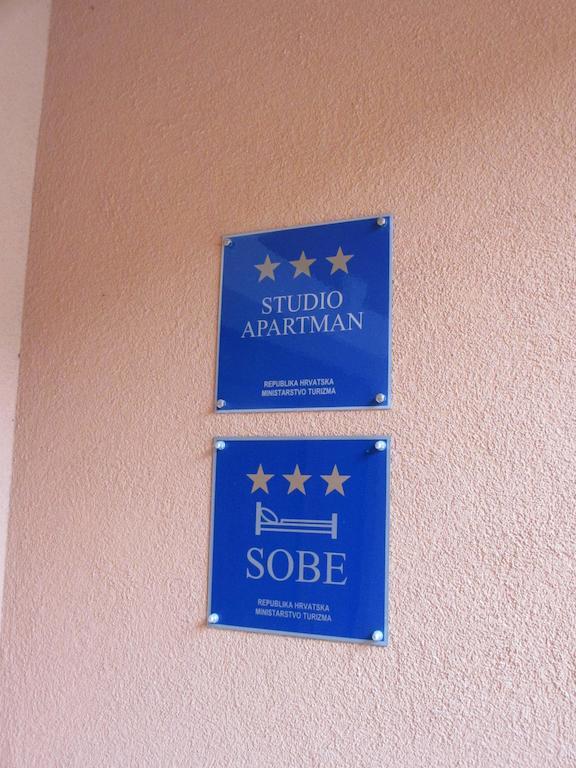 STUDIO
APARTMAN
REPUBLIKA HRVATSKA
MINISTARSTVO TURIZMA
SOBE
REPUBLIKA HRVATSKA
MINISTARSTVO TURIZMA